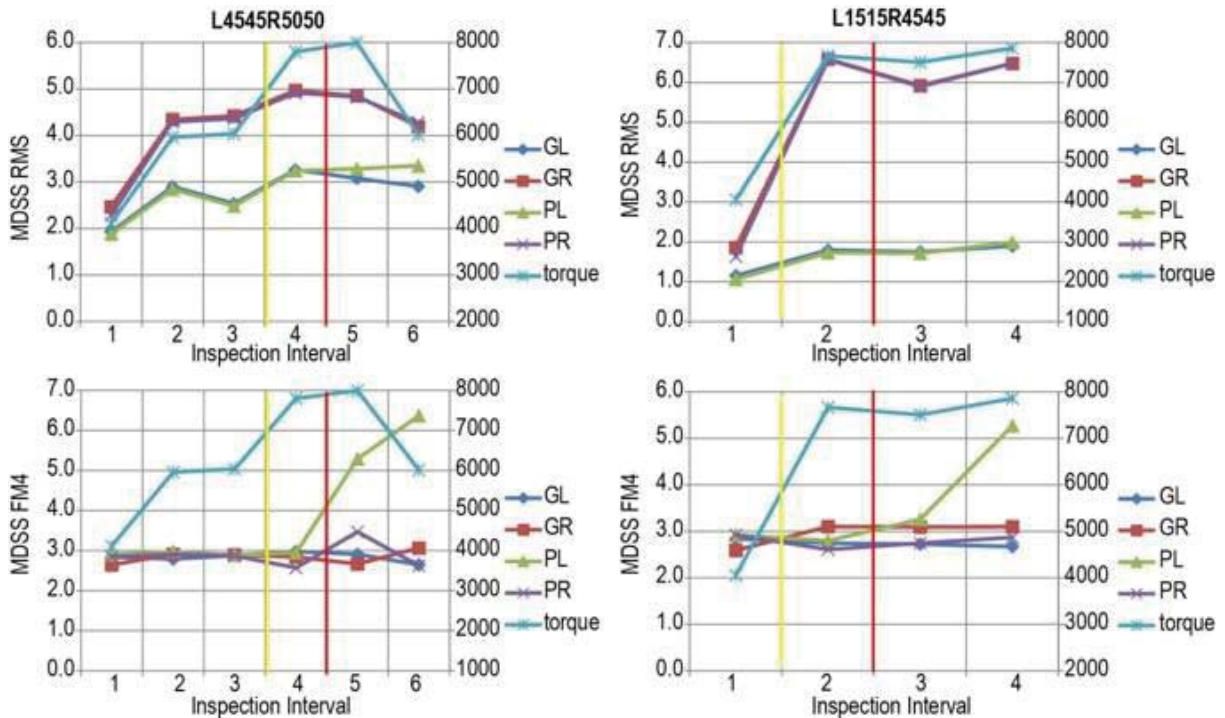 L4545R5050
6.0
5.0
4.0
3.0
2.0
1.0
0.0
MDSS RMS
8000
7000
6000
5000
4000
3000
2000
GL
GR
PL
PR
torque
1 2 3 4 5 6
Inspection Interval
L1515R4545
7.0
6.0
5.0
4.0
3.0
2.0
1.0
0.0
MDSS RMS
8000
7000
6000
5000
4000
3000
2000
1000
GL
GR
PL
PR
torque
1 2 3 4
Inspection Interval
7.0
6.0
5.0
4.0
3.0
2.0
1.0
0.0
MDSS FM4
8000
7000
6000
5000
4000
3000
2000
1000
GL
GR
PL
PR
torque
1 2 3 4 5 6
Inspection Interval
6.0
5.0
4.0
3.0
2.0
1.0
0.0
MDSS FM4
8000
7000
6000
5000
4000
3000
2000
GL
GR
PL
PR
torque
1 2 3 4
Inspection Interval